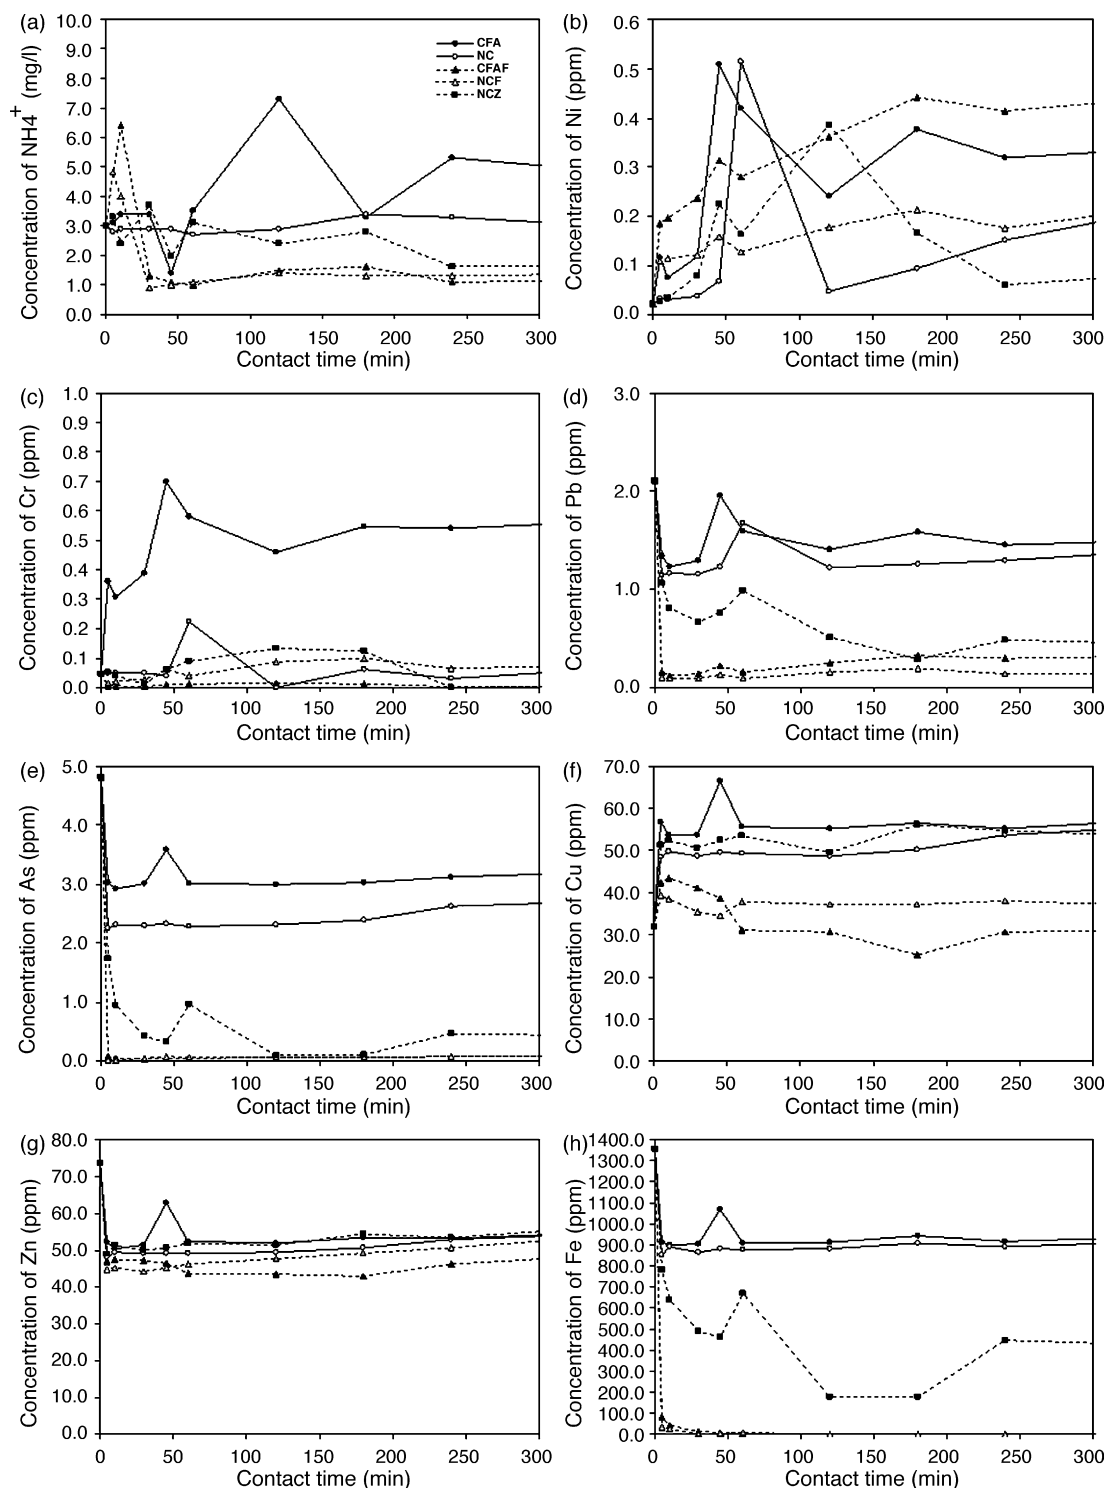 (a)
Concentration of NH4+ (mg/l)
10.0
9.0
8.0
7.0
6.0
5.0
4.0
3.0
2.0
1.0
0.0
CFA
NC
CFAF
NCF
NCZ
0 50 100 150 200 250 300
Contact time (min)
(b)
Concentration of Ni (ppm)
0.6
0.5
0.4
0.3
0.2
0.1
0.0
0 50 100 150 200 250 300
Contact time (min)
(c)
Concentration of Cr (ppm)
1.0
0.9
0.8
0.7
0.6
0.5
0.4
0.3
0.2
0.1
0.0
0 50 100 150 200 250 300
Contact time (min)
(d)
Concentration of Pb (ppm)
3.0
2.0
1.0
0.0
0 50 100 150 200 250 300
Contact time (min)
(e)
Concentration of As (ppm)
5.0
4.0
3.0
2.0
1.0
0.0
0 50 100 150 200 250 300
Contact time (min)
(f)
Concentration of Cu (ppm)
70.0
60.0
50.0
40.0
30.0
20.0
10.0
0.0
0 50 100 150 200 250 300
Contact time (min)
(g)
Concentration of Zn (ppm)
80.0
70.0
60.0
50.0
40.0
30.0
20.0
10.0
0.0
0 50 100 150 200 250 300
Contact time (min)
(h)
Concentration of Fe (ppm)
1400.0
1300.0
1200.0
1100.0
1000.0
900.0
800.0
700.0
600.0
500.0
400.0
300.0
200.0
100.0
0.0
0 50 100 150 200 250 300
Contact time (min)